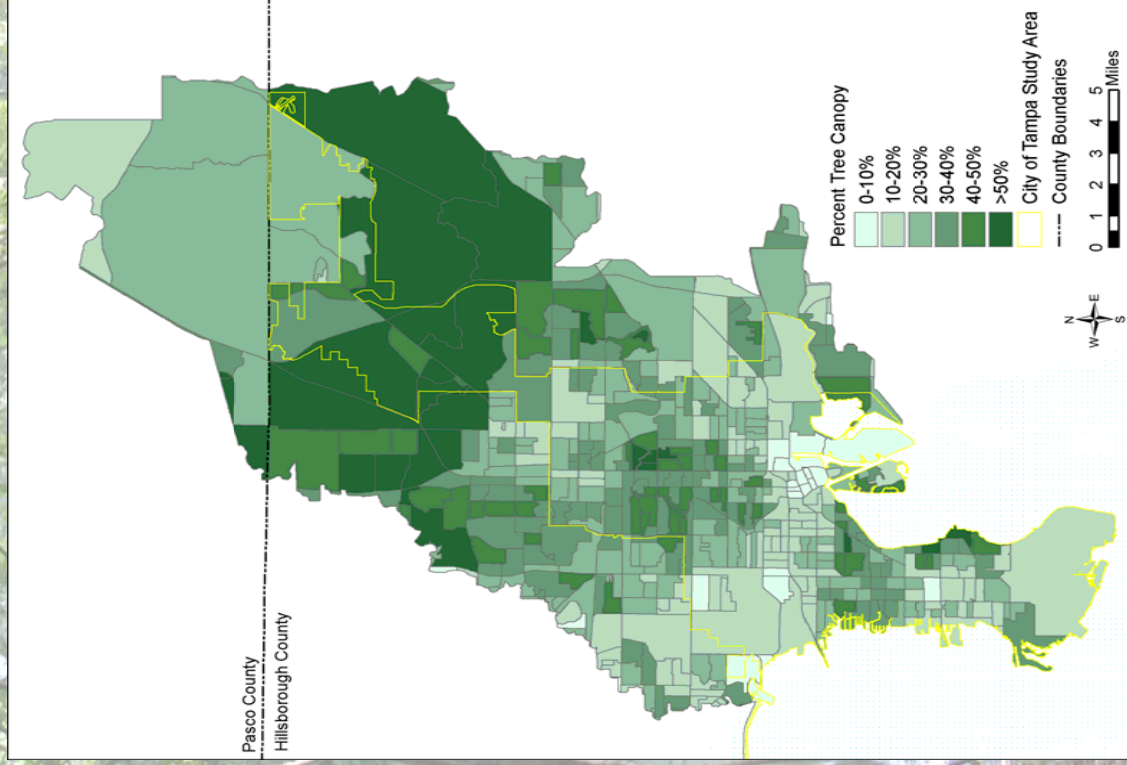 Pasco County
Hillsborough County
Percent Tree Canopy
0-10%
10-20%
20-30%
30-40%
40-50%
>50%
City of Tampa Study Area
County Boundaries
0 1 2 3 4 5
Miles
N
W E
S